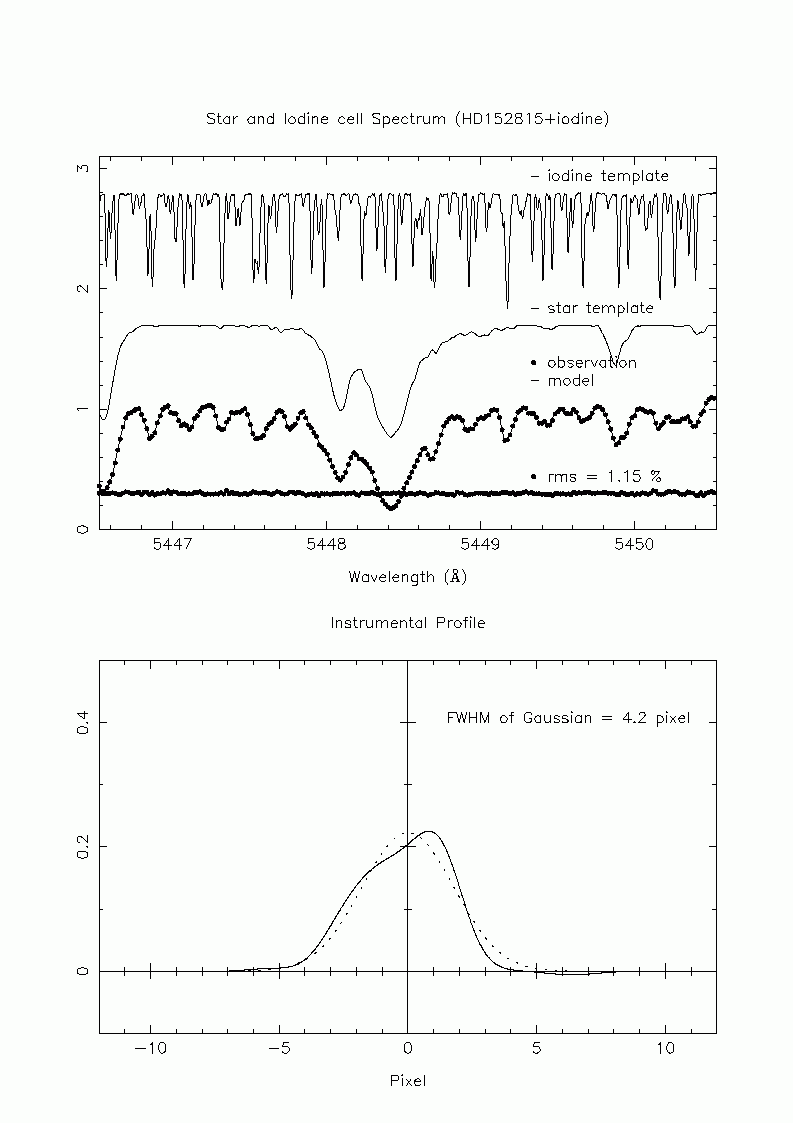 Star and Iodine cell Spectrum (HD152815+iodine)
3
– iodine template
2
– star template
• observation
– model
1
• rms = 1.15 %
0
5447 5448 5449 5450
Wavelength (Å)
Instrumental Profile
0.4
FWHM of Gaussian = 4.2 pixel
0.2
0
−10 −5 0 5 10
Pixel